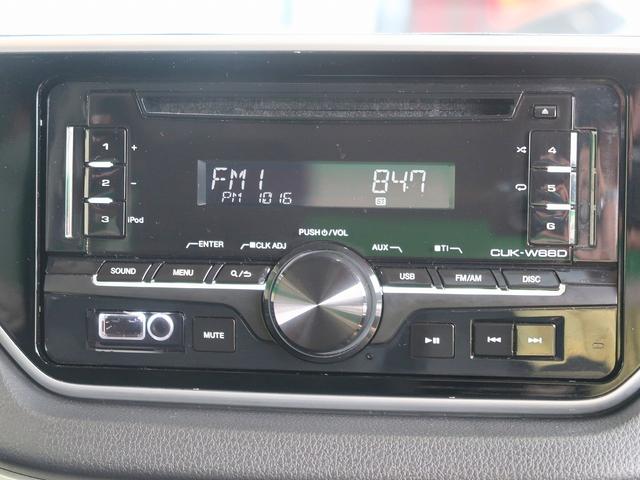 1 +
2 −
3 iPod
FM1 84.7
PM 10:16 ST
4
5
6
PUSH⏻/VOL
ENTER ■CLK ADJ AUX ■TI
CUK-W66D
SOUND MENU USB FM/AM DISC
MUTE